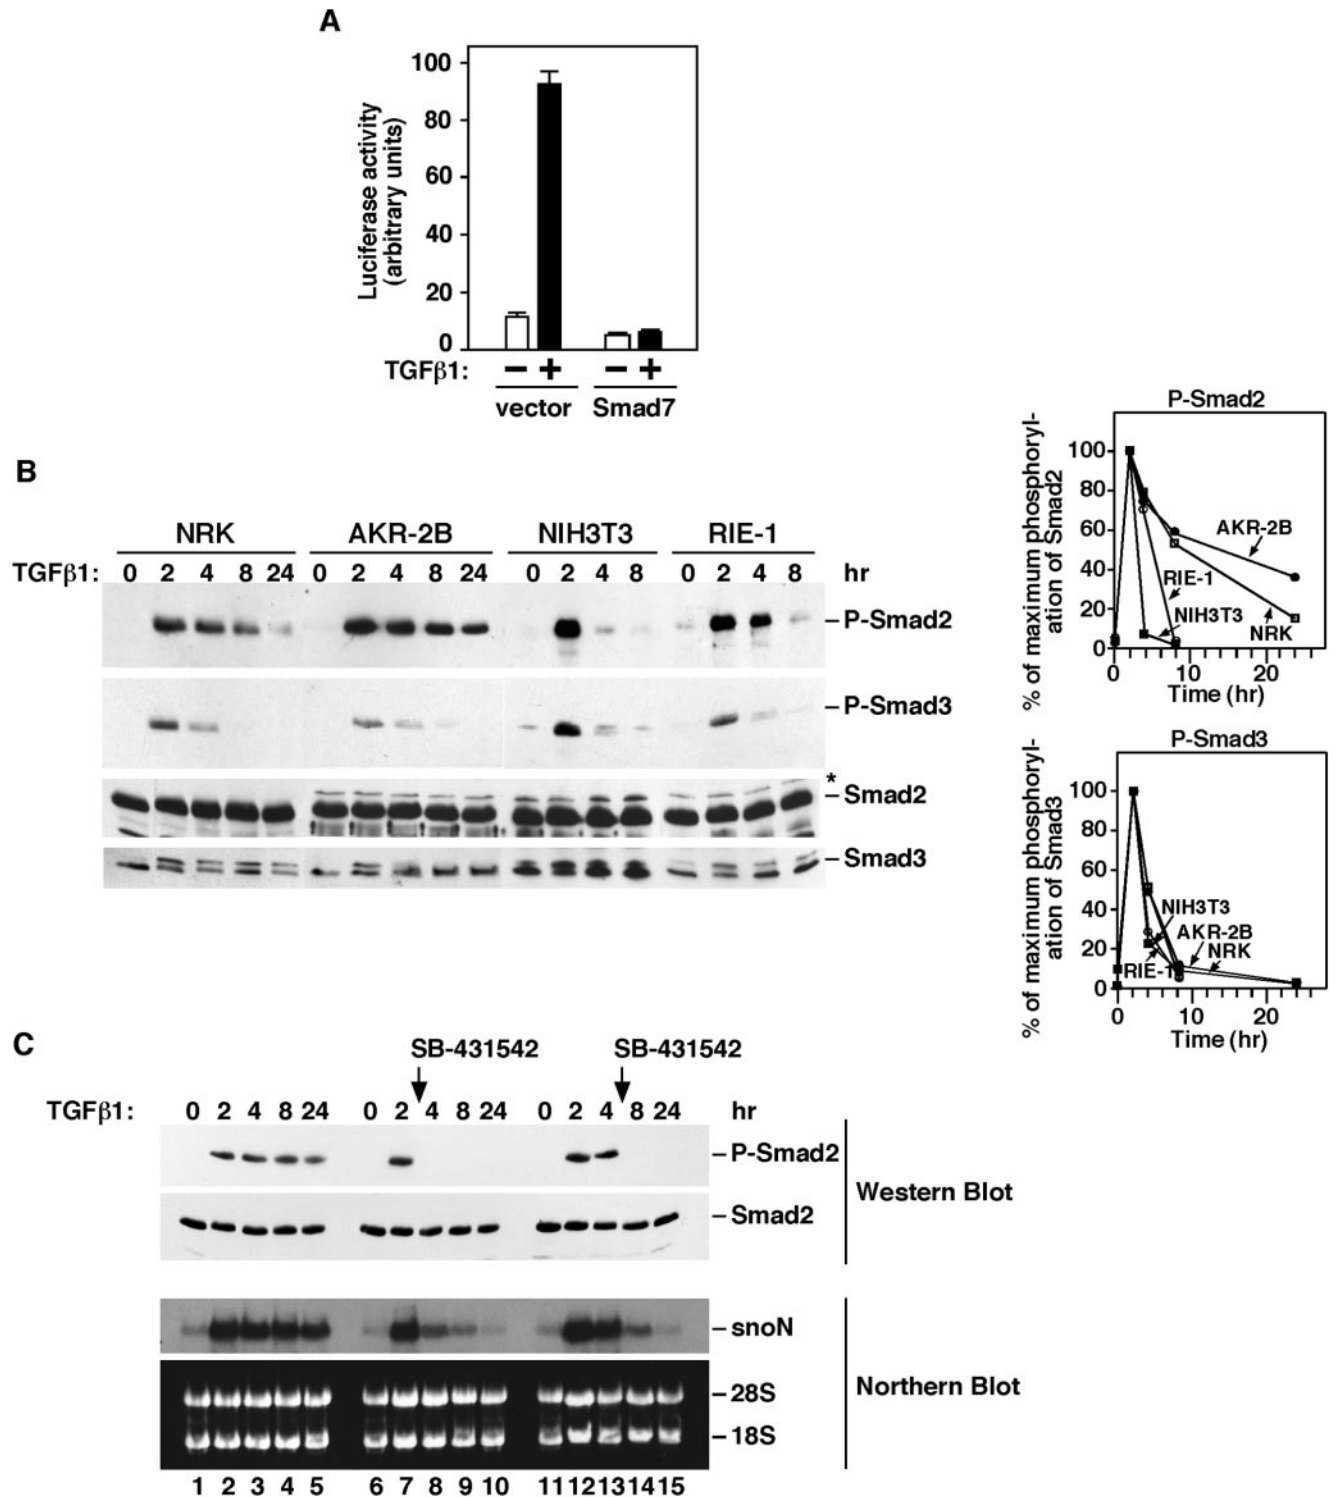 A
Luciferase activity
(arbitrary units)
100
80
60
40
20
0
TGFβ1: − + − +
vector Smad7
B
NRK AKR-2B NIH3T3 RIE-1
TGFβ1: 0 2 4 8 24 0 2 4 8 24 0 2 4 8 0 2 4 8 hr
P-Smad2
P-Smad3
*
Smad2
Smad3
P-Smad2
% of maximum phosphoryl-
ation of Smad2
100
80
60
40
20
0
AKR-2B
RIE-1
NIH3T3
NRK
0 10 20
Time (hr)
P-Smad3
% of maximum phosphoryl-
ation of Smad3
100
80
60
40
20
0
NIH3T3
AKR-2B
NRK
RIE-1
0 10 20
Time (hr)
C
SB-431542 SB-431542
TGFβ1: 0 2 4 8 24 0 2 4 8 24 0 2 4 8 24 hr
P-Smad2
Smad2
Western Blot
snoN
28S
18S
Northern Blot
1 2 3 4 5 6 7 8 9 10 11 12 13 14 15